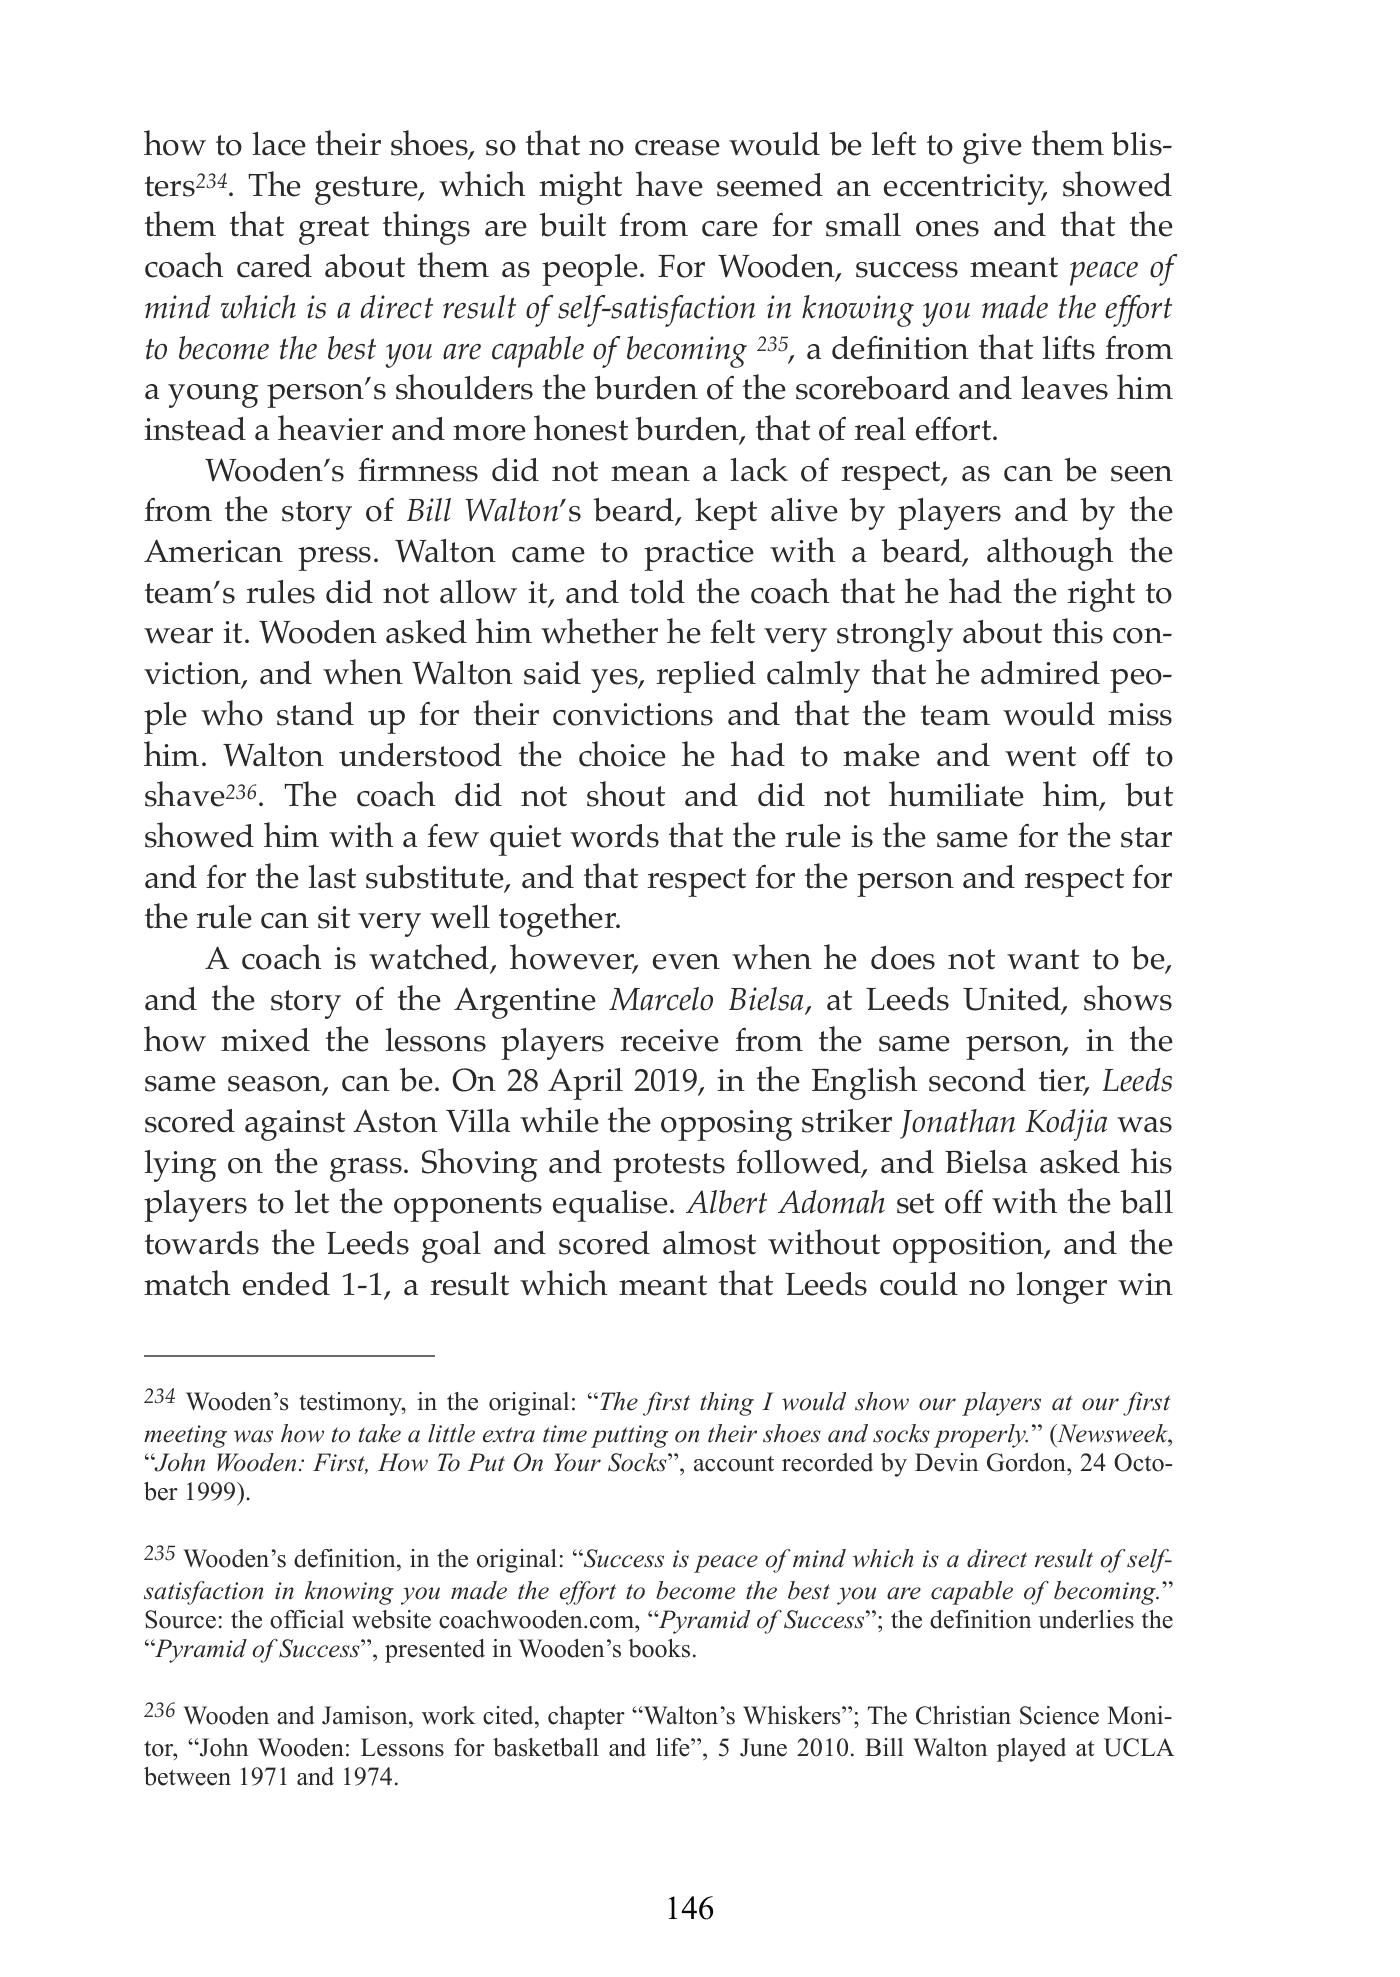 how to lace their shoes, so that no crease would be left to give them blis-
ters234. The gesture, which might have seemed an eccentricity, showed
them that great things are built from care for small ones and that the
coach cared about them as people. For Wooden, success meant peace of
mind which is a direct result of self-satisfaction in knowing you made the effort
to become the best you are capable of becoming 235, a definition that lifts from
a young person’s shoulders the burden of the scoreboard and leaves him
instead a heavier and more honest burden, that of real effort.
Wooden’s firmness did not mean a lack of respect, as can be seen
from the story of Bill Walton’s beard, kept alive by players and by the
American press. Walton came to practice with a beard, although the
team’s rules did not allow it, and told the coach that he had the right to
wear it. Wooden asked him whether he felt very strongly about this con-
viction, and when Walton said yes, replied calmly that he admired peo-
ple who stand up for their convictions and that the team would miss
him. Walton understood the choice he had to make and went off to
shave236. The coach did not shout and did not humiliate him, but
showed him with a few quiet words that the rule is the same for the star
and for the last substitute, and that respect for the person and respect for
the rule can sit very well together.
A coach is watched, however, even when he does not want to be,
and the story of the Argentine Marcelo Bielsa, at Leeds United, shows
how mixed the lessons players receive from the same person, in the
same season, can be. On 28 April 2019, in the English second tier, Leeds
scored against Aston Villa while the opposing striker Jonathan Kodjia was
lying on the grass. Shoving and protests followed, and Bielsa asked his
players to let the opponents equalise. Albert Adomah set off with the ball
towards the Leeds goal and scored almost without opposition, and the
match ended 1-1, a result which meant that Leeds could no longer win
234 Wooden’s testimony, in the original: “The first thing I would show our players at our first
meeting was how to take a little extra time putting on their shoes and socks properly.” (Newsweek,
“John Wooden: First, How To Put On Your Socks”, account recorded by Devin Gordon, 24 Octo-
ber 1999).
235 Wooden’s definition, in the original: “Success is peace of mind which is a direct result of self-
satisfaction in knowing you made the effort to become the best you are capable of becoming.”
Source: the official website coachwooden.com, “Pyramid of Success”; the definition underlies the
“Pyramid of Success”, presented in Wooden’s books.
236 Wooden and Jamison, work cited, chapter “Walton’s Whiskers”; The Christian Science Moni-
tor, “John Wooden: Lessons for basketball and life”, 5 June 2010. Bill Walton played at UCLA
between 1971 and 1974.
146